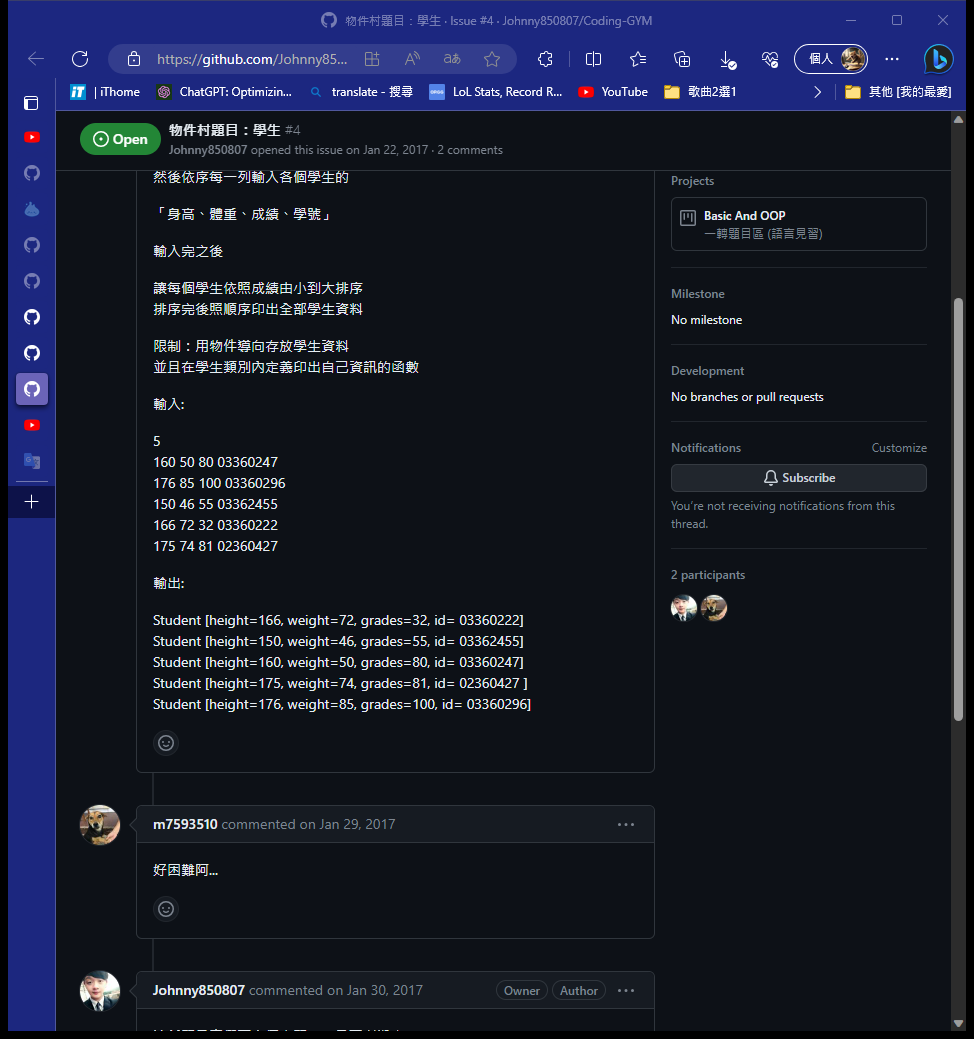 物件村題目：學生 · Issue #4 · Johnny850807/Coding-GYM
https://github.com/Johnny85...
個人
iT | iThome
ChatGPT: Optimizin...
translate - 搜尋
LoL Stats, Record R...
YouTube
歌曲2選1
其他 [我的最愛]
Open
物件村題目：學生 #4
Johnny850807 opened this issue on Jan 22, 2017 · 2 comments
然後依序每一列輸入各個學生的
「身高、體重、成績、學號」
輸入完之後
讓每個學生依照成績由小到大排序
排序完後照順序印出全部學生資料
限制：用物件導向存放學生資料
並且在學生類別內定義印出自己資訊的函數
輸入:
5
160 50 80 03360247
176 85 100 03360296
150 46 55 03362455
166 72 32 03360222
175 74 81 02360427
輸出:
Student [height=166, weight=72, grades=32, id= 03360222]
Student [height=150, weight=46, grades=55, id= 03362455]
Student [height=160, weight=50, grades=80, id= 03360247]
Student [height=175, weight=74, grades=81, id= 02360427 ]
Student [height=176, weight=85, grades=100, id= 03360296]
m7593510 commented on Jan 29, 2017
好困難阿...
Johnny850807 commented on Jan 30, 2017
Owner
Author
Projects
Basic And OOP
一轉題目區 (語言見習)
Milestone
No milestone
Development
No branches or pull requests
Notifications
Customize
Subscribe
You're not receiving notifications from this
thread.
2 participants